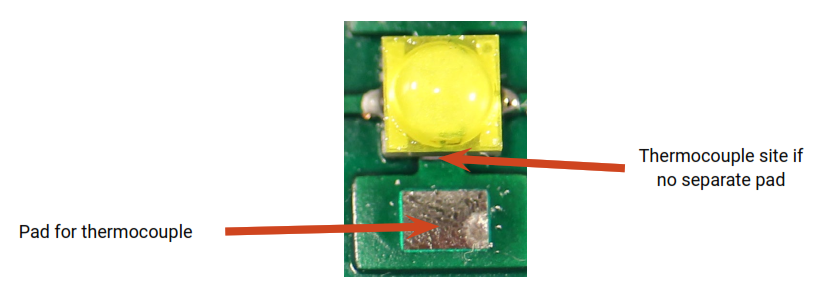 Thermocouple site if
no separate pad
Pad for thermocouple